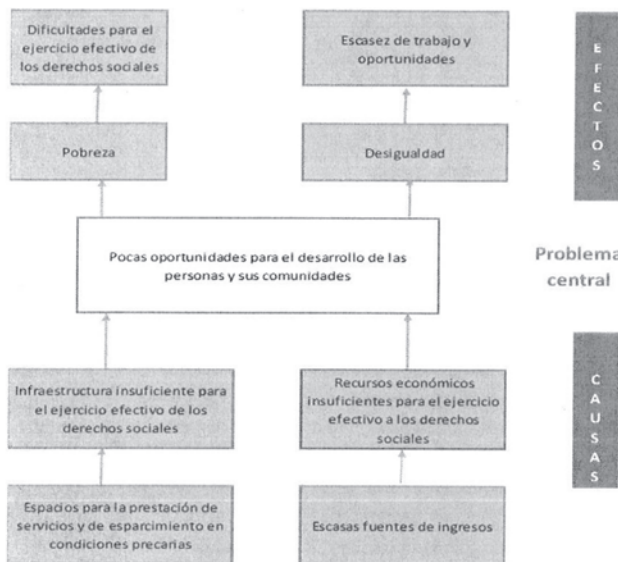 Dificultades para el
ejercicio efectivo de
los derechos sociales
Escasez de trabajo y
oportunidades
Pobreza
Desigualdad
EFECTOS
Pocas oportunidades para el desarrollo de las
personas y sus comunidades
Problema
central
Infraestructura insuficiente para
el ejercicio efectivo de los
derechos sociales
Recursos económicos
insuficientes para el ejercicio
efectivo a los derechos
sociales
Espacios para la prestación de
servicios y de esparcimiento en
condiciones precarias
Escasas fuentes de ingresos
CAUSAS